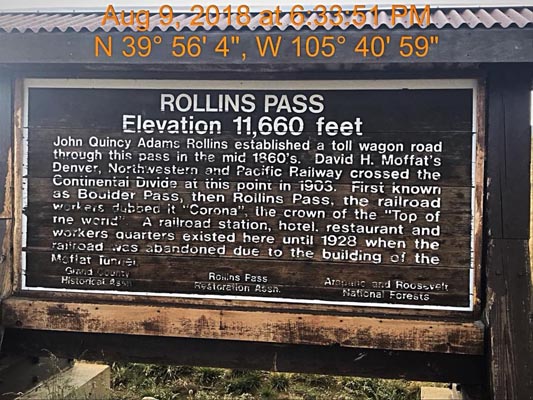 Aug 9, 2018 at 6:33:51 PM
N 39° 56' 4", W 105° 40' 59"
ROLLINS PASS
Elevation 11,660 feet
John Quincy Adams Rollins established a toll wagon road
through this pass in the mid 1860's. David H. Moffat's
Denver, Northwestern and Pacific Railway crossed the
Continental Divide at this point in 1903. First known
as Boulder Pass, then Rollins Pass, the railroad
workers dubbed it "Corona", the crown of the "Top of
the world" A railroad station, hotel, restaurant and
workers quarters existed here until 1928 when the
railroad was abandoned due to the building of the
Moffat Tunnel
Grand County Rollins Pass Arapaho and Roosevelt
Historical Assn Restoration Assn. National Forests